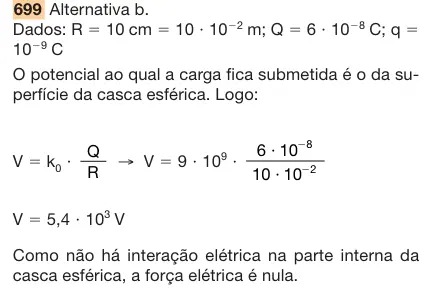 699 Alternativa b.
Dados: R = 10 cm = 10 · 10⁻² m; Q = 6 · 10⁻⁸ C; q =
10⁻⁹ C
O potencial ao qual a carga fica submetida é o da su-
perfície da casca esférica. Logo:
V = k₀ · Q/R → V = 9 · 10⁹ · 6 · 10⁻⁸/10 · 10⁻²
V = 5,4 · 10³ V
Como não há interação elétrica na parte interna da
casca esférica, a força elétrica é nula.